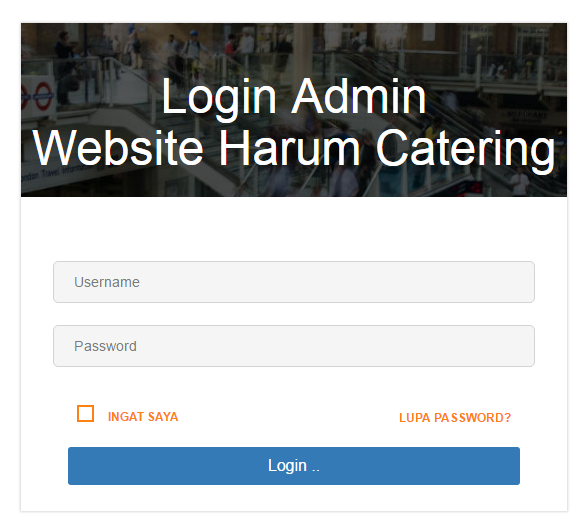 Login Admin
Website Harum Catering
Username
Password
INGAT SAYA
LUPA PASSWORD?
Login ..